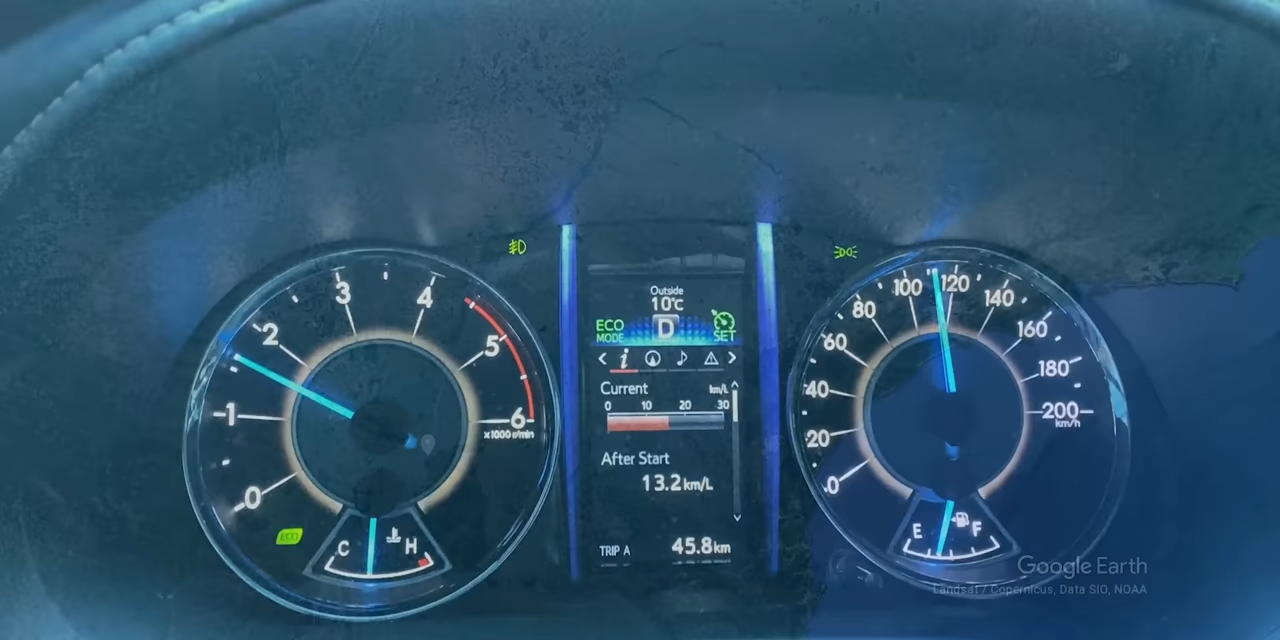 Outside
10℃
ECO
MODE
D
SET
Current
km/L
0 10 20 30
After Start
13.2 km/L
TRIP A
45.8 km
0
1
2
3
4
5
6
x1000 r/min
ECO
C H
0
20
40
60
80
100
120
140
160
180
200
km/h
E F
Google Earth
Landsat / Copernicus, Data SIO, NOAA